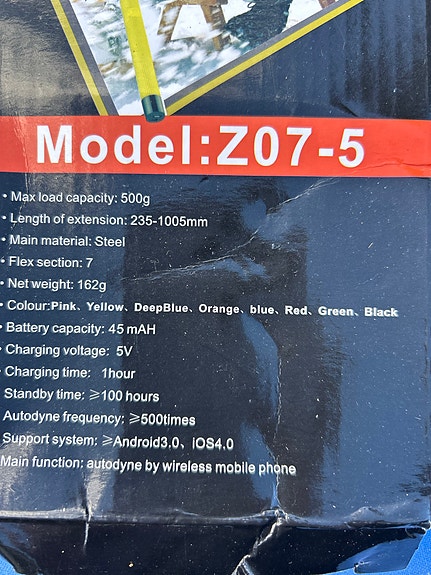 Model:Z07-5
• Max load capacity: 500g
• Length of extension: 235-1005mm
• Main material: Steel
• Flex section: 7
• Net weight: 162g
• Colour:Pink、Yellow、DeepBlue、Orange、blue、Red、Green、Black
• Battery capacity: 45 mAH
• Charging voltage: 5V
• Charging time: 1hour
Standby time: ≥100 hours
Autodyne frequency: ≥500times
Support system: ≥Android3.0、iOS4.0
Main function: autodyne by wireless mobile phone